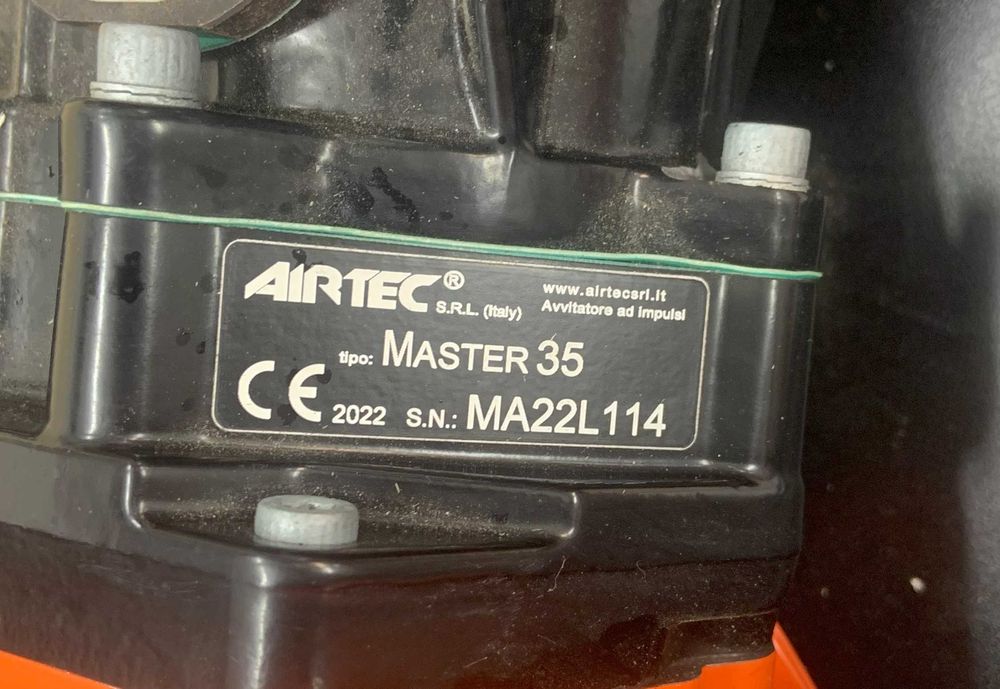 AIRTEC® S.R.L. (Italy)
www.airtecsrl.it
Avvitatore ad impulsi
tipo: MASTER 35
CE 2022 S.N.: MA22L114